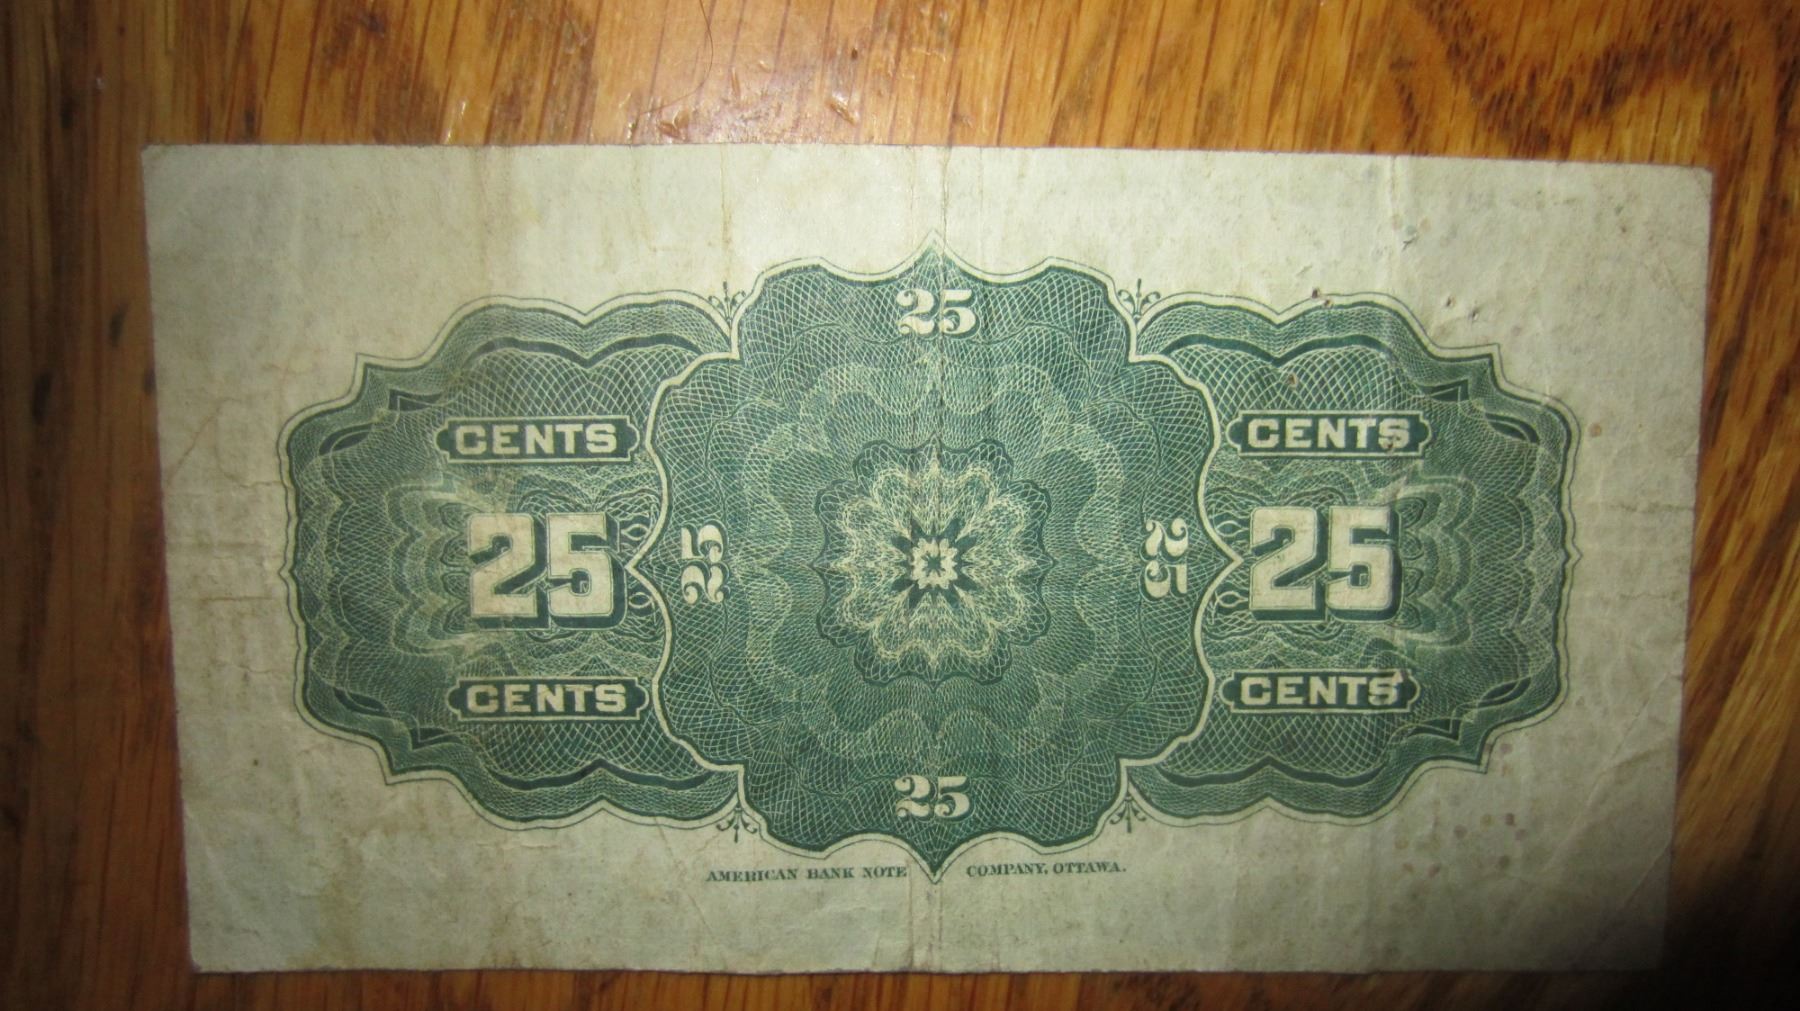 25
CENTS CENTS
25 25 25 25
CENTS CENTS
25
AMERICAN BANK NOTE COMPANY, OTTAWA.